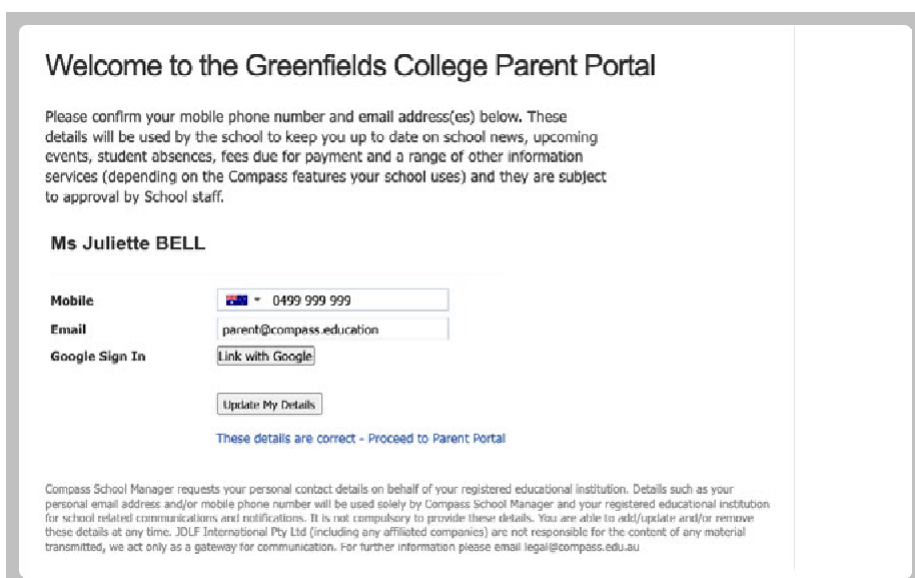 Welcome to the Greenfields College Parent Portal
Please confirm your mobile phone number and email address(es) below. These
details will be used by the school to keep you up to date on school news, upcoming
events, student absences, fees due for payment and a range of other information
services (depending on the Compass features your school uses) and they are subject
to approval by School staff.
Ms Juliette BELL
Mobile 0499 999 999
Email parent@compass.education
Google Sign In Link with Google
Update My Details
These details are correct - Proceed to Parent Portal
Compass School Manager requests your personal contact details on behalf of your registered educational institution. Details such as your
personal email address and/or mobile phone number will be used solely by Compass School Manager and your registered educational institution
for school related communications and notifications. It is not compulsory to provide these details. You are able to add/update and/or remove
these details at any time. JDLF International Pty Ltd (including any affiliated companies) are not responsible for the content of any material
transmitted, we act only as a gateway for communication. For further information please email legal@compass.edu.au